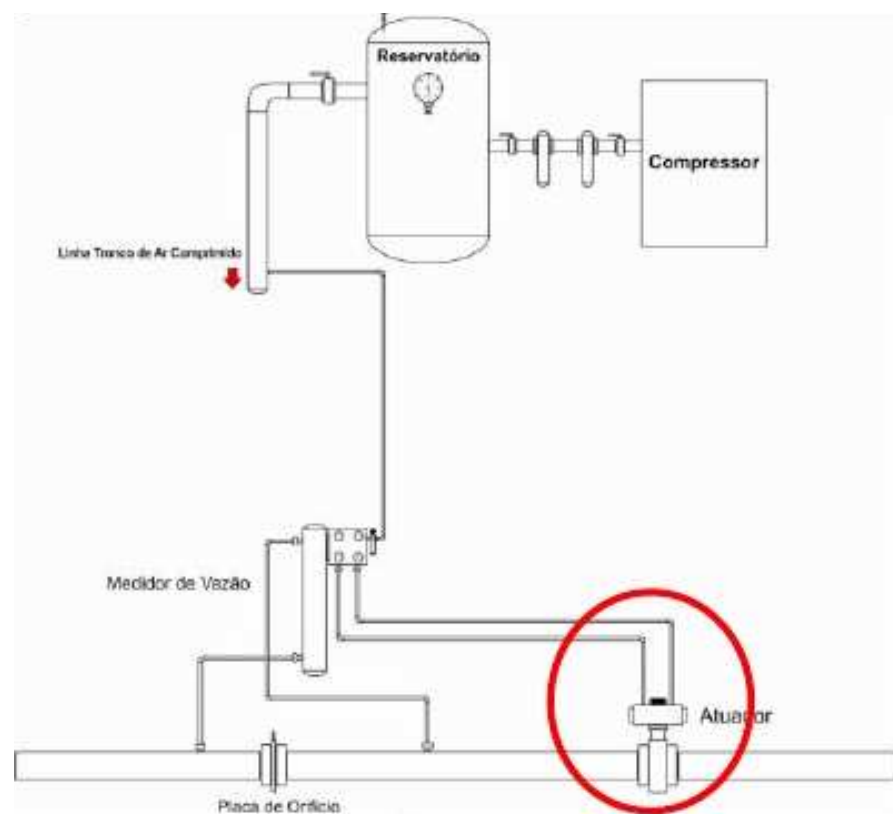 Reservatório
Compressor
Linha Tronco de Ar Comprimido
Medidor de Vazão
Atuador
Placa de Orifício